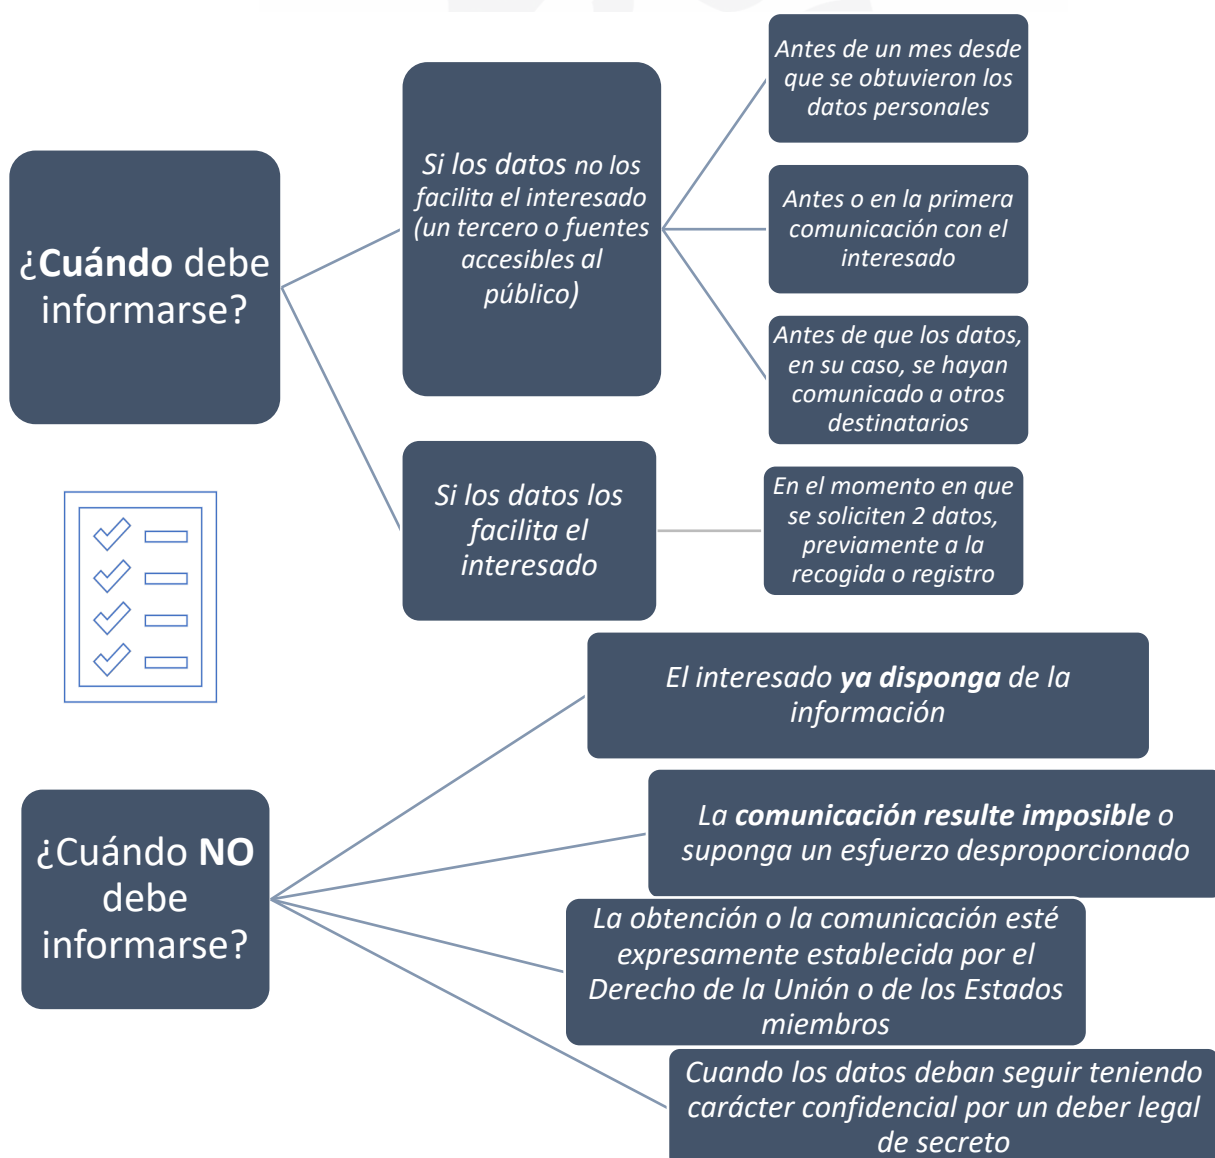 ¿Cuándo debe
informarse?
Si los datos no los
facilita el interesado
(un tercero o fuentes
accesibles al
público)
Antes de un mes desde
que se obtuvieron los
datos personales
Antes o en la primera
comunicación con el
interesado
Antes de que los datos,
en su caso, se hayan
comunicado a otros
destinatarios
Si los datos los
facilita el
interesado
En el momento en que
se soliciten 2 datos,
previamente a la
recogida o registro
¿Cuándo NO
debe
informarse?
El interesado ya disponga de la
información
La comunicación resulte imposible o
suponga un esfuerzo desproporcionado
La obtención o la comunicación esté
expresamente establecida por el
Derecho de la Unión o de los Estados
miembros
Cuando los datos deban seguir teniendo
carácter confidencial por un deber legal
de secreto